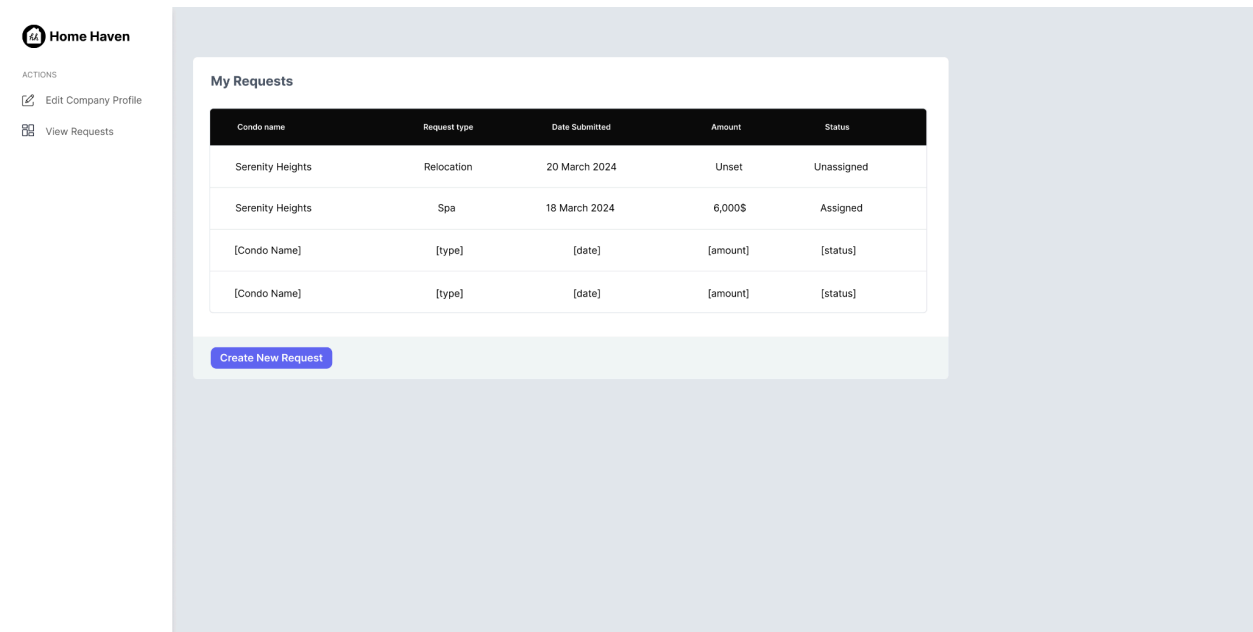 Home Haven
ACTIONS
Edit Company Profile
View Requests
My Requests
Condo name Request type Date Submitted Amount Status
Serenity Heights Relocation 20 March 2024 Unset Unassigned
Serenity Heights Spa 18 March 2024 6,000$ Assigned
[Condo Name] [type] [date] [amount] [status]
[Condo Name] [type] [date] [amount] [status]
Create New Request